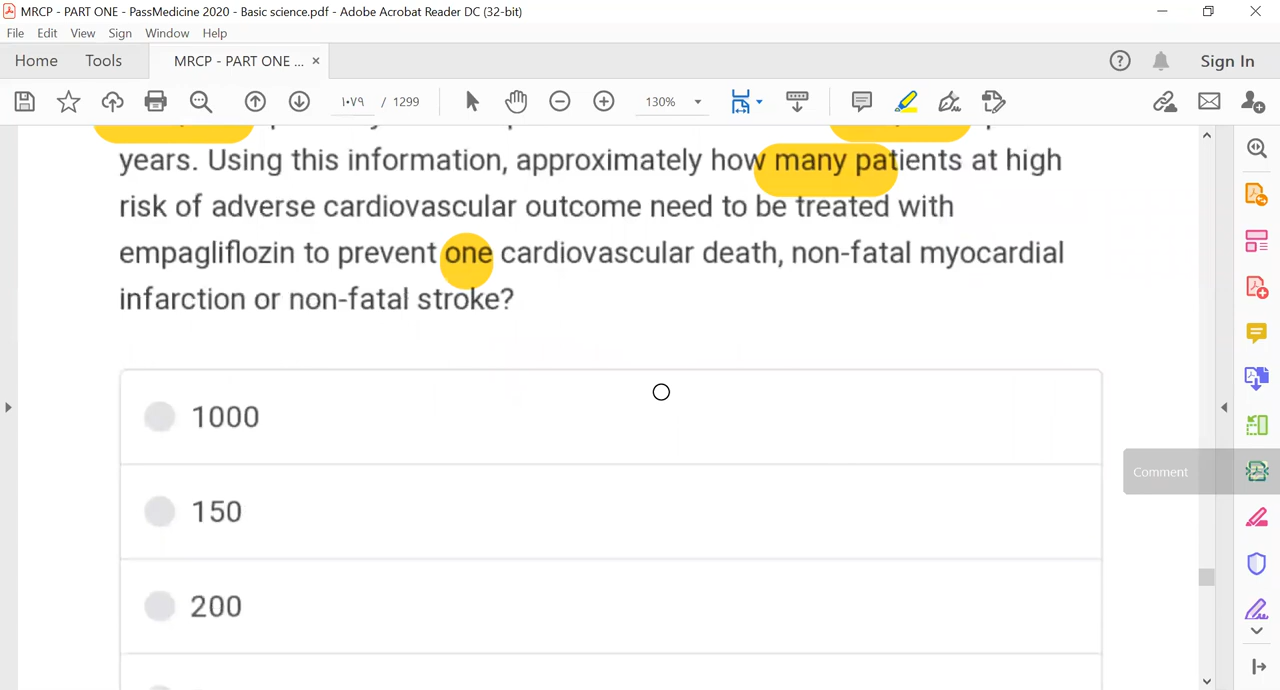 MRCP - PART ONE - PassMedicine 2020 - Basic science.pdf - Adobe Acrobat Reader DC (32-bit)
File Edit View Sign Window Help
Home Tools MRCP - PART ONE ... × Sign In
١٠٧٩ / 1299 130%
years. Using this information, approximately how many patients at high
risk of adverse cardiovascular outcome need to be treated with
empagliflozin to prevent one cardiovascular death, non-fatal myocardial
infarction or non-fatal stroke?
1000
Comment
150
200